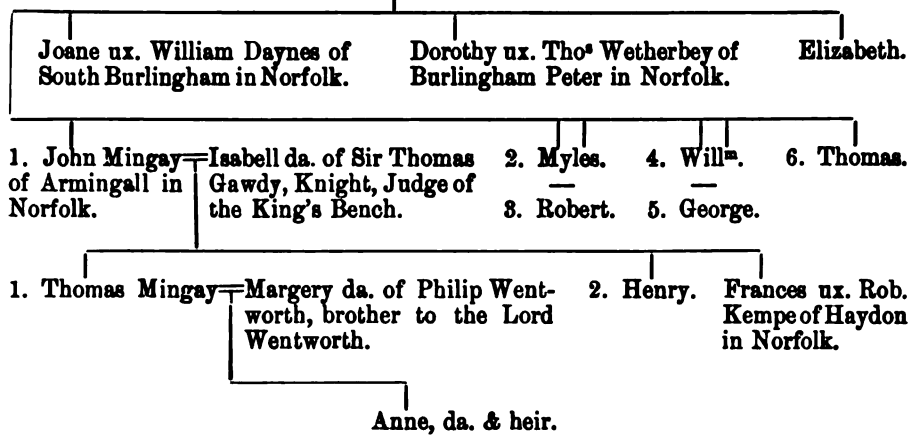 Joane ux. William Daynes of
South Burlingham in Norfolk.
Dorothy ux. Thoˢ Wetherbey of
Burlingham Peter in Norfolk.
Elizabeth.
1. John Mingay
of Armingall in
Norfolk.
Isabell da. of Sir Thomas
Gawdy, Knight, Judge of
the King's Bench.
2. Myles.
3. Robert.
4. Willᵐ.
5. George.
6. Thomas.
1. Thomas Mingay
Margery da. of Philip Went-
worth, brother to the Lord
Wentworth.
2. Henry.
Frances ux. Rob.
Kempe of Haydon
in Norfolk.
Anne, da. & heir.